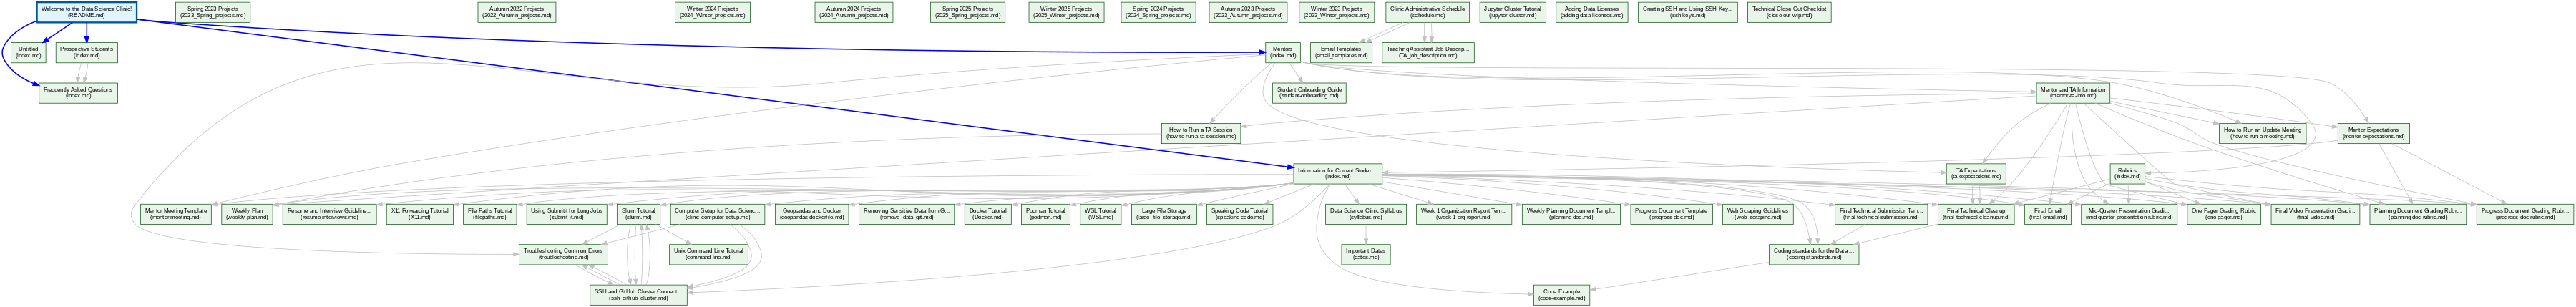 Welcome to the Data Science Clinic!
(README.md)
Spring 2023 Projects
(2023_Spring_projects.md)
Autumn 2022 Projects
(2022_Autumn_projects.md)
Winter 2024 Projects
(2024_Winter_projects.md)
Autumn 2024 Projects
(2024_Autumn_projects.md)
Spring 2025 Projects
(2025_Spring_projects.md)
Winter 2025 Projects
(2025_Winter_projects.md)
Spring 2024 Projects
(2024_Spring_projects.md)
Autumn 2023 Projects
(2023_Autumn_projects.md)
Winter 2023 Projects
(2023_Winter_projects.md)
Clinic Administrative Schedule
(schedule.md)
Jupyter Cluster Tutorial
(jupyter-cluster.md)
Adding Data Licenses
(adding-data-licenses.md)
Creating SSH and Using SSH Key...
(ssh-keys.md)
Technical Close Out Checklist
(close-out-wip.md)
Untitled
(index.md)
Prospective Students
(index.md)
Mentors
(index.md)
Email Templates
(email_templates.md)
Teaching Assistant Job Descrip...
(TA_job_description.md)
Frequently Asked Questions
(index.md)
Student Onboarding Guide
(student-onboarding.md)
Mentor and TA Information
(mentor-ta-info.md)
How to Run a TA Session
(how-to-run-a-ta-session.md)
How to Run an Update Meeting
(how-to-run-a-meeting.md)
Mentor Expectations
(mentor-expectations.md)
Information for Current Studen...
(index.md)
TA Expectations
(ta-expectations.md)
Rubrics
(index.md)
Mentor Meeting Template
(mentor-meeting.md)
Weekly Plan
(weekly-plan.md)
Resume and Interview Guideline...
(resume-interviews.md)
X11 Forwarding Tutorial
(X11.md)
File Paths Tutorial
(filepaths.md)
Using Submitit for Long Jobs
(submit-it.md)
Slurm Tutorial
(slurm.md)
Computer Setup for Data Scienc...
(clinic-computer-setup.md)
Geopandas and Docker
(geopandas-dockerfile.md)
Removing Sensitive Data from G...
(remove_data_git.md)
Docker Tutorial
(Docker.md)
Podman Tutorial
(podman.md)
WSL Tutorial
(WSL.md)
Large File Storage
(large_file_storage.md)
Speaking Code Tutorial
(speaking-code.md)
Data Science Clinic Syllabus
(syllabus.md)
Week 1 Organization Report Tem...
(week-1-org-report.md)
Weekly Planning Document Templ...
(planning-doc.md)
Progress Document Template
(progress-doc.md)
Web Scraping Guidelines
(web_scraping.md)
Final Technical Submission Tem...
(final-technical-submission.md)
Final Technical Cleanup
(final-technical-cleanup.md)
Final Email
(final-email.md)
Mid-Quarter Presentation Gradi...
(mid-quarter-presentation-rubric.md)
One Pager Grading Rubric
(one-pager.md)
Final Video Presentation Gradi...
(final-video.md)
Planning Document Grading Rubr...
(planning-doc-rubric.md)
Progress Document Grading Rubr...
(progress-doc-rubric.md)
Troubleshooting Common Errors
(troubleshooting.md)
Unix Command Line Tutorial
(command-line.md)
Important Dates
(dates.md)
Coding standards for the Data ...
(coding-standards.md)
SSH and GitHub Cluster Connect...
(ssh_github_cluster.md)
Code Example
(code-example.md)